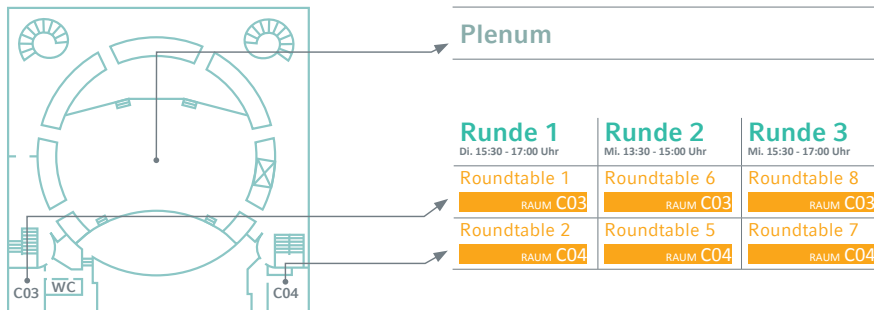 Plenum
Runde 1
Di. 15:30 - 17:00 Uhr
Runde 2
Mi. 13:30 - 15:00 Uhr
Runde 3
Mi. 15:30 - 17:00 Uhr
Roundtable 1
RAUM C03
Roundtable 6
RAUM C03
Roundtable 8
RAUM C03
Roundtable 2
RAUM C04
Roundtable 5
RAUM C04
Roundtable 7
RAUM C04
C03
WC
C04